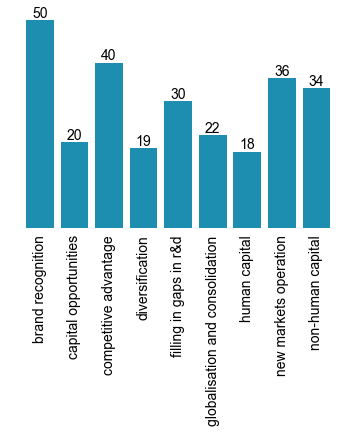 50
20
40
19
30
22
18
36
34
brand recognition
capital opportunities
competitive advantage
diversification
filling in gaps in r&d
globalisation and consolidation
human capital
new markets operation
non-human capital